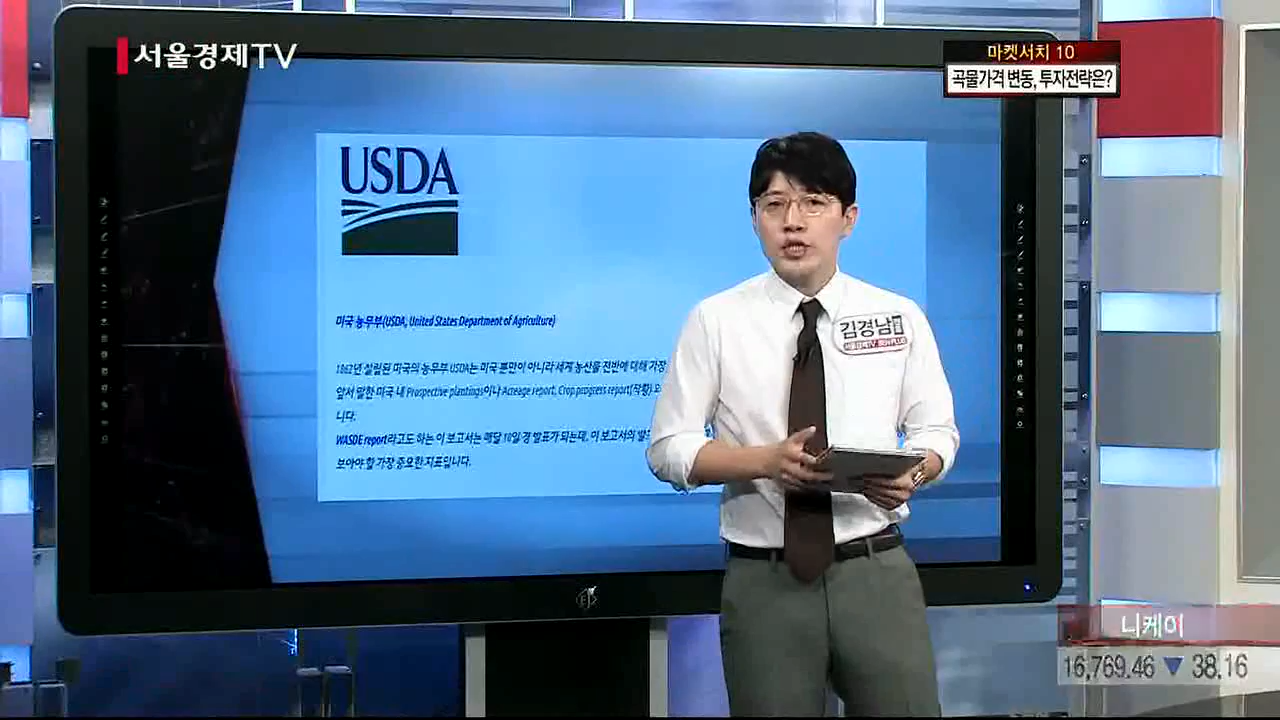 서울경제TV
마켓서치 10
곡물가격 변동, 투자전략은?
USDA
미국 농무부(USDA, United States Department of Agriculture)
1862년 설립된 미국의 농무부 USDA는 미국 뿐만이 아니라 세계 농산물 전반에 대해 가장
앞서 말한 미국 내 Prospective plantings이나 Acreage report, Crop progress report(작황)
니다.
WASDE report라고도 하는 이 보고서는 매달 10일 경 발표가 되는데, 이 보고서의
보아야 할 가장 중요한 지표입니다.
김경남
서울경제TV SEN PLUS
니케이
16,769.46 ▼ 38.16